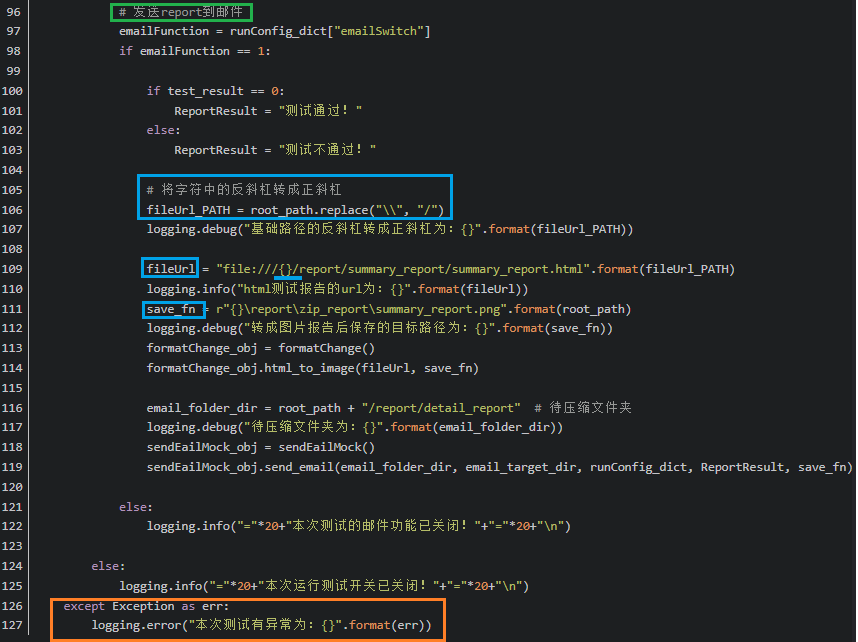 96 # 发送report到邮件
97 emailFunction = runConfig_dict["emailSwitch"]
98 if emailFunction == 1:
99
100 if test_result == 0:
101 ReportResult = "测试通过！"
102 else:
103 ReportResult = "测试不通过！"
104
105 # 将字符中的反斜杠转成正斜杠
106 fileUrl_PATH = root_path.replace("\\", "/")
107 logging.debug("基础路径的反斜杠转成正斜杠为：{}".format(fileUrl_PATH))
108
109 fileUrl = "file:///{}/report/summary_report/summary_report.html".format(fileUrl_PATH)
110 logging.info("html测试报告的url为：{}".format(fileUrl))
111 save_fn = r"{}\report\zip_report\summary_report.png".format(root_path)
112 logging.debug("转成图片报告后保存的目标路径为：{}".format(save_fn))
113 formatChange_obj = formatChange()
114 formatChange_obj.html_to_image(fileUrl, save_fn)
115
116 email_folder_dir = root_path + "/report/detail_report" # 待压缩文件夹
117 logging.debug("待压缩文件夹为：{}".format(email_folder_dir))
118 sendEailMock_obj = sendEailMock()
119 sendEailMock_obj.send_email(email_folder_dir, email_target_dir, runConfig_dict, ReportResult, save_fn)
120
121 else:
122 logging.info("="*20+"本次测试的邮件功能已关闭！"+"="*20+"\n")
123
124 else:
125 logging.info("="*20+"本次运行测试开关已关闭！"+"="*20+"\n")
126 except Exception as err:
127 logging.error("本次测试有异常为：{}".format(err))